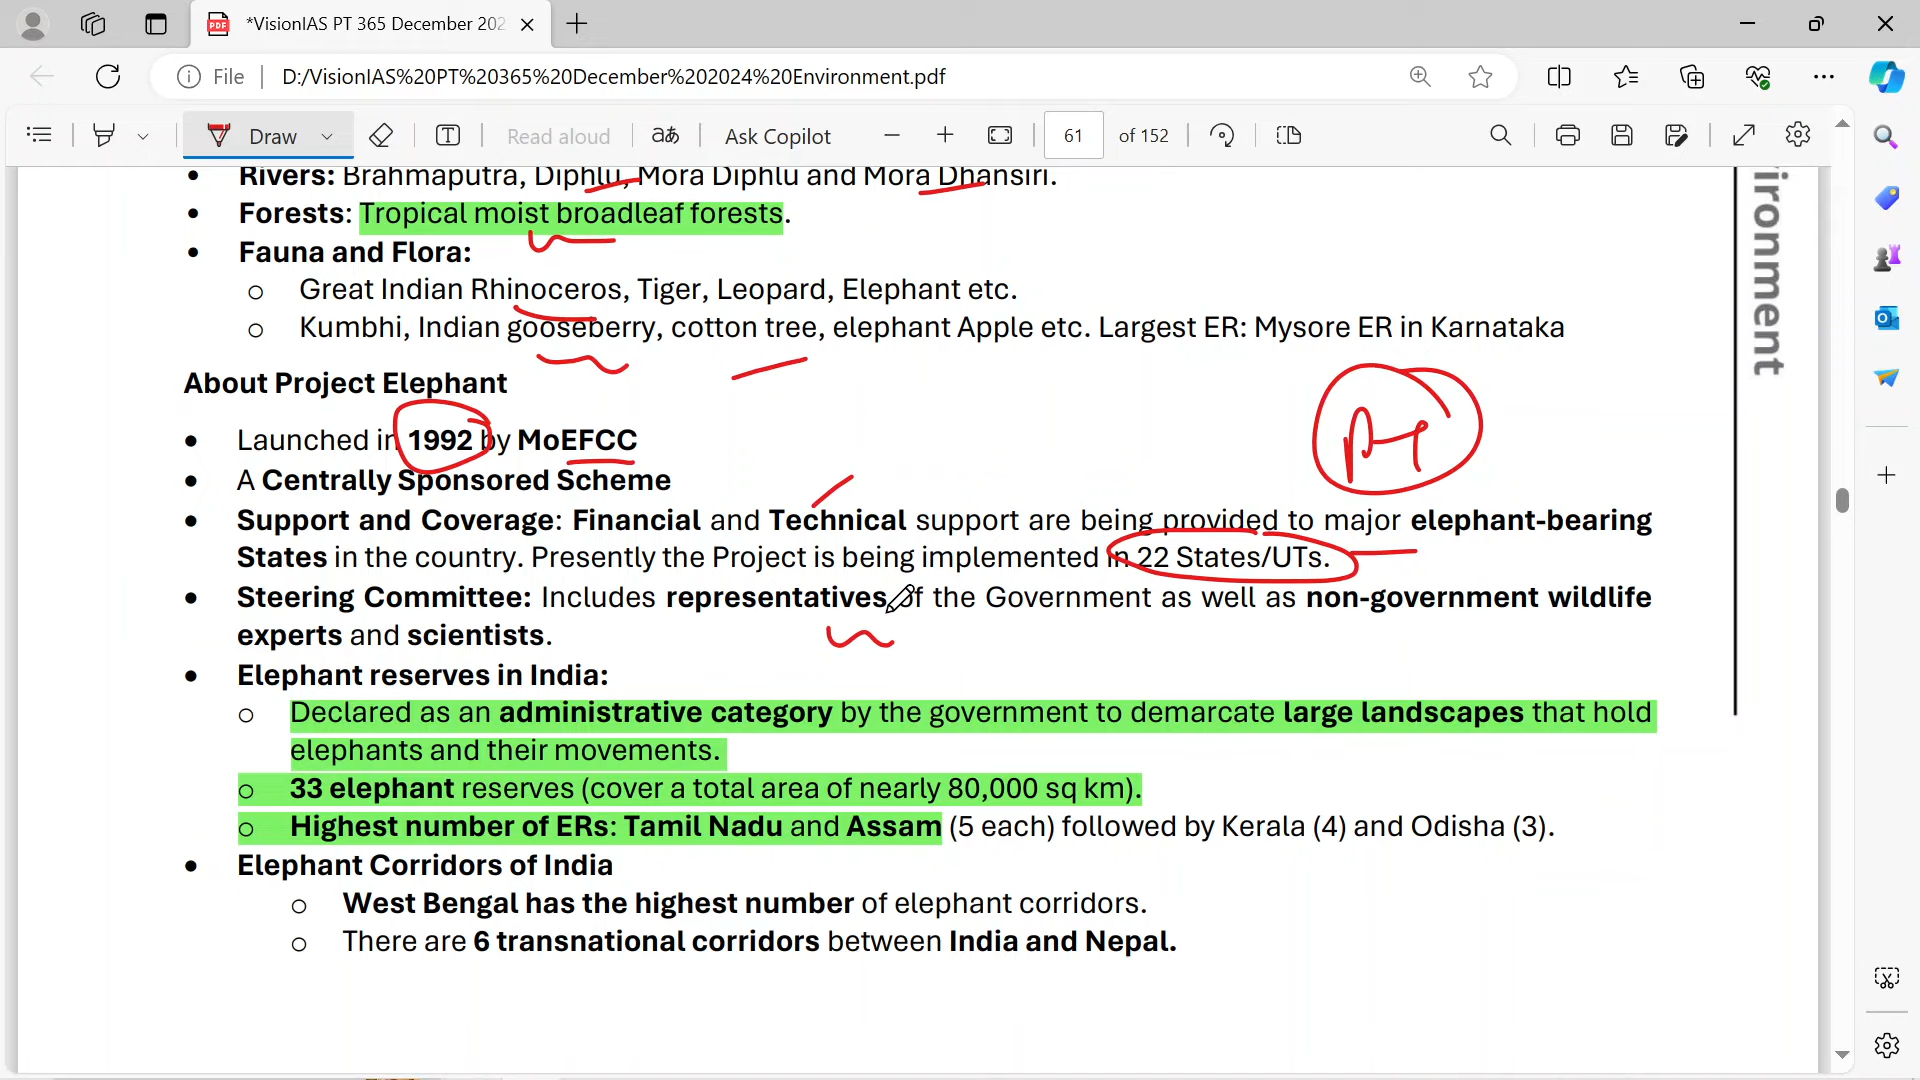 *VisionIAS PT 365 December 202
File
D:/VisionIAS%20PT%20365%20December%202024%20Environment.pdf
Draw
Read aloud
aあ
Ask Copilot
61 of 152
ironment
• Rivers: Brahmaputra, Diphlu, Mora Diphlu and Mora Dhansiri.
• Forests: Tropical moist broadleaf forests.
• Fauna and Flora:
o Great Indian Rhinoceros, Tiger, Leopard, Elephant etc.
o Kumbhi, Indian gooseberry, cotton tree, elephant Apple etc. Largest ER: Mysore ER in Karnataka
About Project Elephant
• Launched in 1992 by MoEFCC
• A Centrally Sponsored Scheme
• Support and Coverage: Financial and Technical support are being provided to major elephant-bearing
States in the country. Presently the Project is being implemented in 22 States/UTs.
• Steering Committee: Includes representatives of the Government as well as non-government wildlife
experts and scientists.
• Elephant reserves in India:
o Declared as an administrative category by the government to demarcate large landscapes that hold
elephants and their movements.
o 33 elephant reserves (cover a total area of nearly 80,000 sq km).
o Highest number of ERs: Tamil Nadu and Assam (5 each) followed by Kerala (4) and Odisha (3).
• Elephant Corridors of India
o West Bengal has the highest number of elephant corridors.
o There are 6 transnational corridors between India and Nepal.